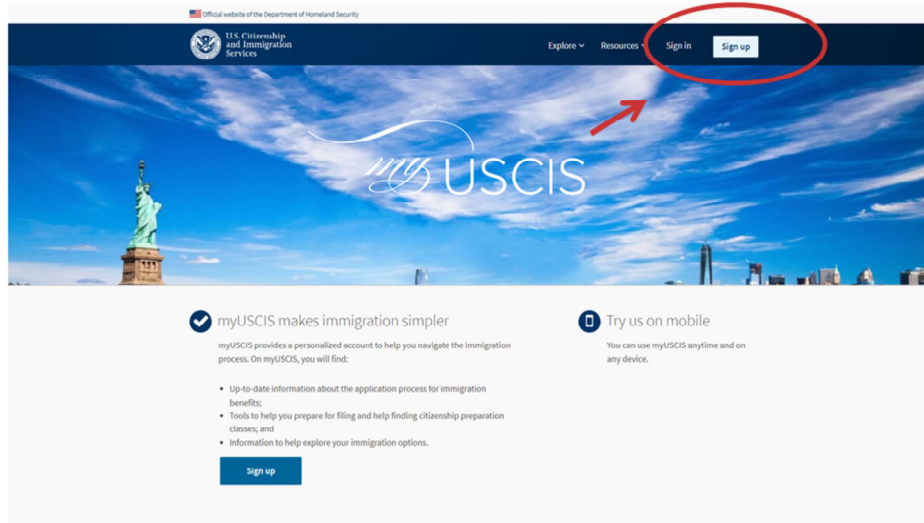 Official website of the Department of Homeland Security
U.S. Citizenship
and Immigration
Services
Explore
Resources
Sign in
Sign up
my USCIS
myUSCIS makes immigration simpler
myUSCIS provides a personalized account to help you navigate the immigration
process. On myUSCIS, you will find:
• Up-to-date information about the application process for immigration
benefits;
• Tools to help you prepare for filing and help finding citizenship preparation
classes; and
• Information to help explore your immigration options.
Sign up
Try us on mobile
You can use myUSCIS anytime and on
any device.